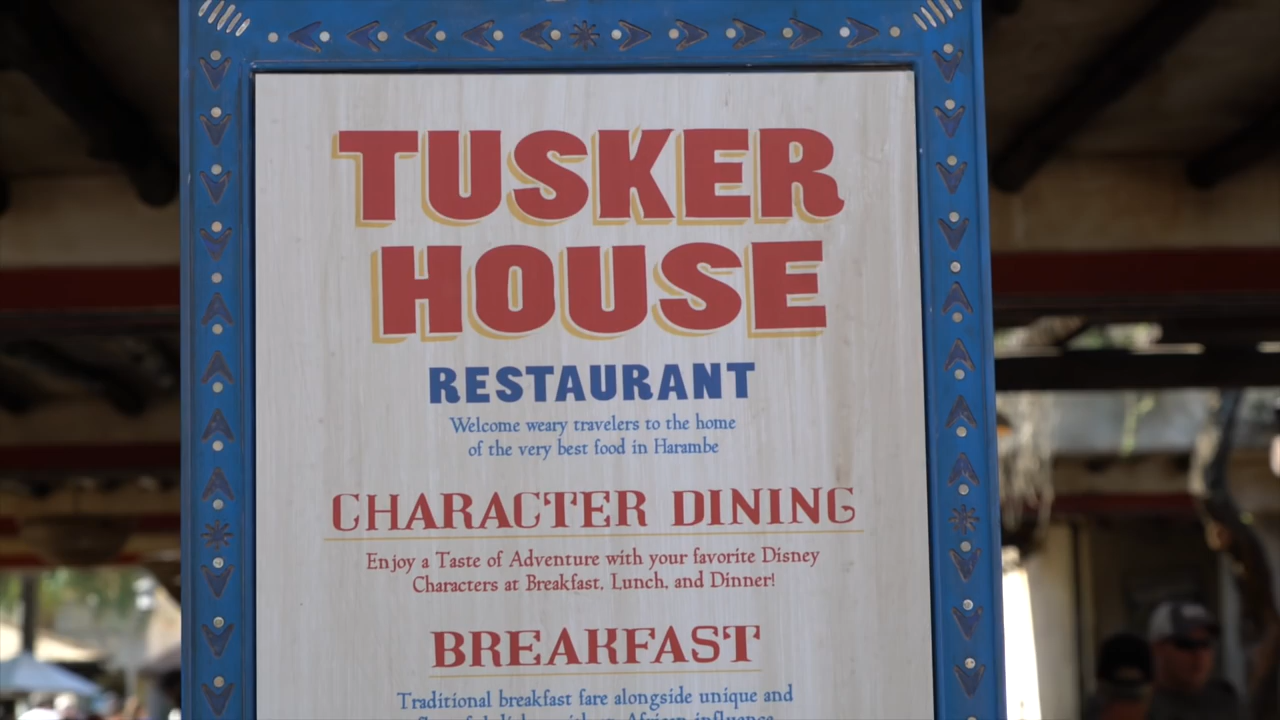 TUSKER
HOUSE
RESTAURANT
Welcome weary travelers to the home
of the very best food in Harambe
CHARACTER DINING
Enjoy a Taste of Adventure with your favorite Disney
Characters at Breakfast, Lunch, and Dinner!
BREAKFAST
Traditional breakfast fare alongside unique and
African influence